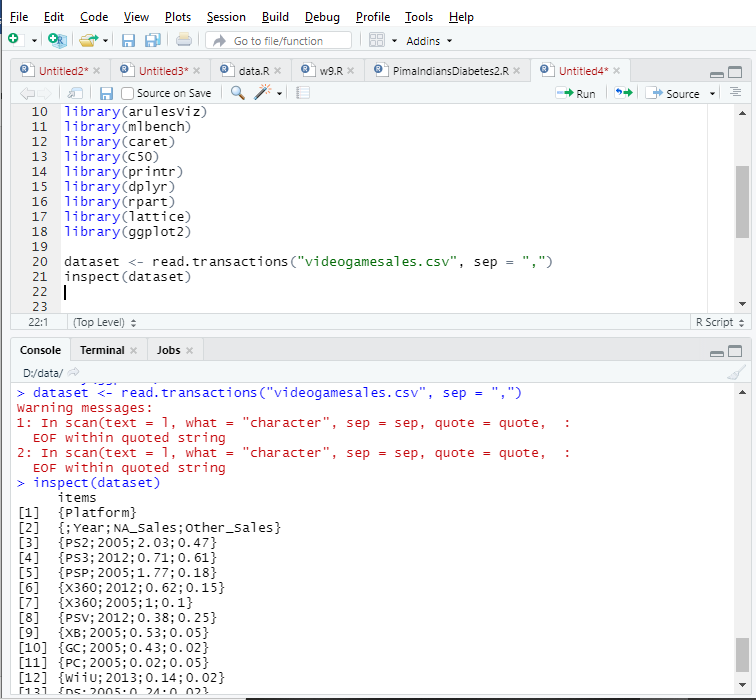 File Edit Code View Plots Session Build Debug Profile Tools Help
Go to file/function Addins
Untitled2* Untitled3* data.R w9.R PimaIndiansDiabetes2.R Untitled4*
Source on Save Run Source
10 library(arulesViz)
11 library(mlbench)
12 library(caret)
13 library(C50)
14 library(printr)
15 library(dplyr)
16 library(rpart)
17 library(lattice)
18 library(ggplot2)
19
20 dataset <- read.transactions("videogamesales.csv", sep = ",")
21 inspect(dataset)
22
23
22:1 (Top Level) R Script
Console Terminal Jobs
D:/data/
> dataset <- read.transactions("videogamesales.csv", sep = ",")
Warning messages:
1: In scan(text = l, what = "character", sep = sep, quote = quote, :
EOF within quoted string
2: In scan(text = l, what = "character", sep = sep, quote = quote, :
EOF within quoted string
> inspect(dataset)
items
[1] {Platform}
[2] {;Year;NA_Sales;Other_Sales}
[3] {PS2;2005;2.03;0.47}
[4] {PS3;2012;0.71;0.61}
[5] {PSP;2005;1.77;0.18}
[6] {X360;2012;0.62;0.15}
[7] {X360;2005;1;0.1}
[8] {PSV;2012;0.38;0.25}
[9] {XB;2005;0.53;0.05}
[10] {GC;2005;0.43;0.02}
[11] {PC;2005;0.02;0.05}
[12] {WiiU;2013;0.14;0.02}
[13] {DS;2005;0.24;0.02}